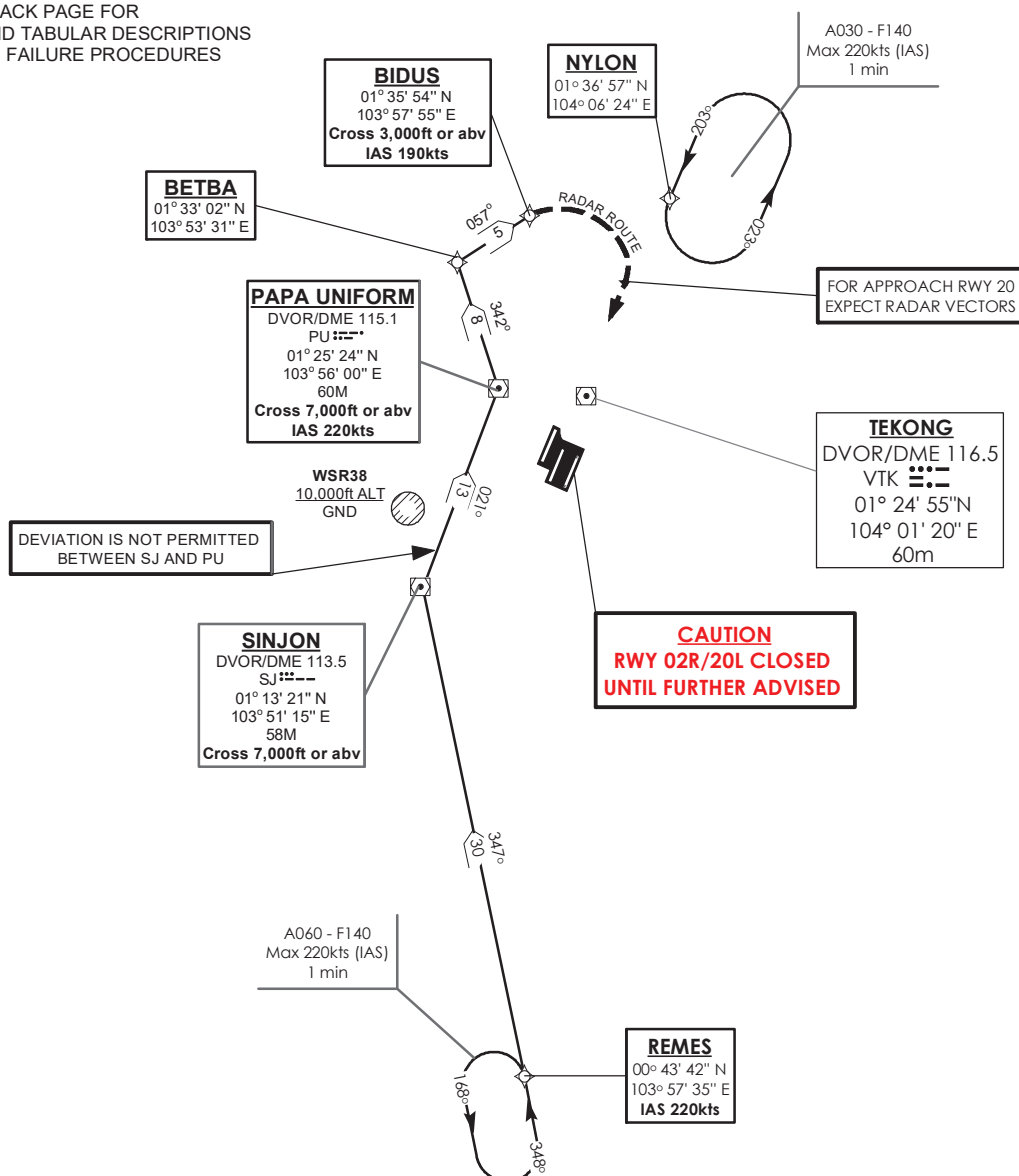 ACK PAGE FOR
ND TABULAR DESCRIPTIONS
FAILURE PROCEDURES
A030 - F140
Max 220kts (IAS)
1 min
BIDUS
01° 35' 54" N
103° 57' 55" E
Cross 3,000ft or abv
IAS 190kts
NYLON
01° 36' 57" N
104° 06' 24" E
203°
023°
BETBA
01° 33' 02" N
103° 53' 31" E
057°
5
RADAR ROUTE
FOR APPROACH RWY 20
EXPECT RADAR VECTORS
PAPA UNIFORM
DVOR/DME 115.1
PU
01° 25' 24" N
103° 56' 00" E
60M
Cross 7,000ft or abv
IAS 220kts
342°
8
TEKONG
DVOR/DME 116.5
VTK
01° 24' 55"N
104° 01' 20" E
60m
WSR38
10,000ft ALT
GND
021°
13
DEVIATION IS NOT PERMITTED
BETWEEN SJ AND PU
SINJON
DVOR/DME 113.5
SJ
01° 13' 21" N
103° 51' 15" E
58M
Cross 7,000ft or abv
CAUTION
RWY 02R/20L CLOSED
UNTIL FURTHER ADVISED
347°
30
A060 - F140
Max 220kts (IAS)
1 min
REMES
00° 43' 42" N
103° 57' 35" E
IAS 220kts
168°
348°